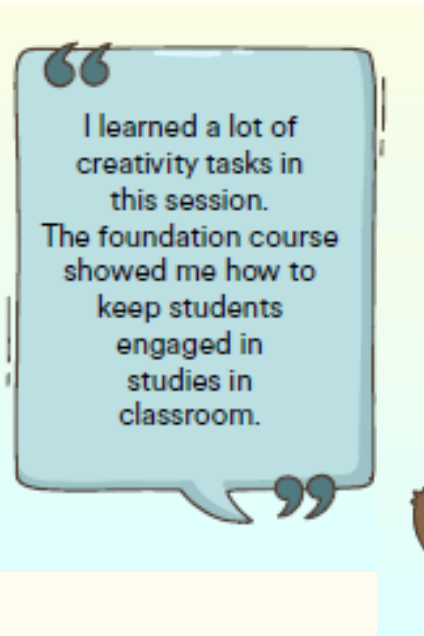 I learned a lot of
creativity tasks in
this session.
The foundation course
showed me how to
keep students
engaged in
studies in
classroom.